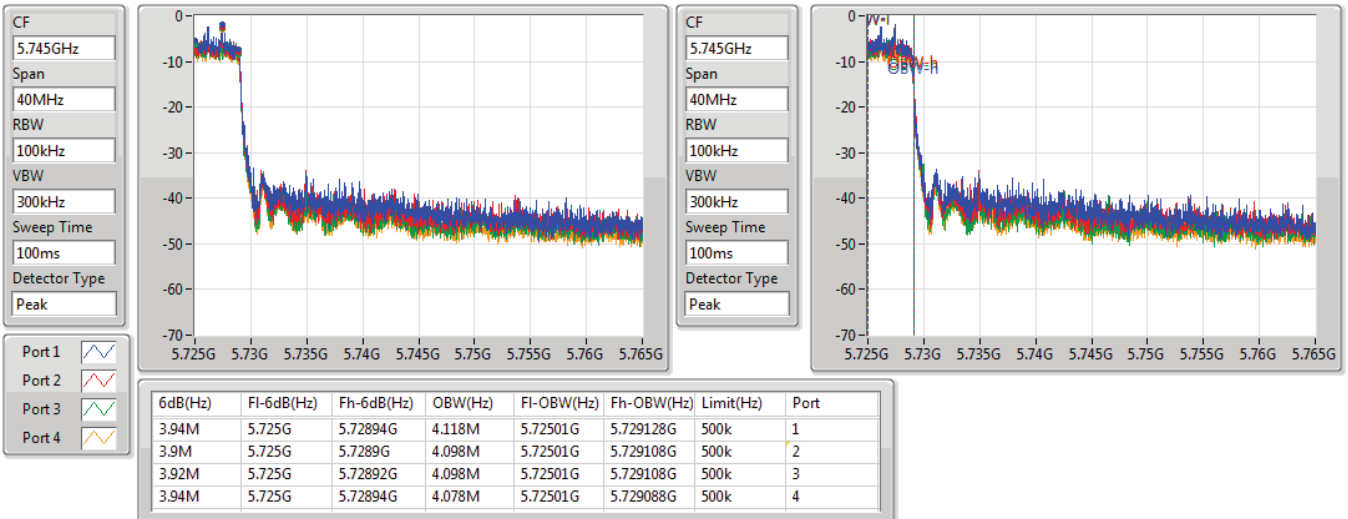 CF
5.745GHz
Span
40MHz
RBW
100kHz
VBW
300kHz
Sweep Time
100ms
Detector Type
Peak
0
-10
-20
-30
-40
-50
-60
-70
5.725G 5.73G 5.735G 5.74G 5.745G 5.75G 5.755G 5.76G 5.765G
CF
5.745GHz
Span
40MHz
RBW
100kHz
VBW
300kHz
Sweep Time
100ms
Detector Type
Peak
0
-10
-20
-30
-40
-50
-60
-70
OBW-h
5.725G 5.73G 5.735G 5.74G 5.745G 5.75G 5.755G 5.76G 5.765G
Port 1
Port 2
Port 3
Port 4
6dB(Hz) Fl-6dB(Hz) Fh-6dB(Hz) OBW(Hz) Fl-OBW(Hz) Fh-OBW(Hz) Limit(Hz) Port
3.94M 5.725G 5.72894G 4.118M 5.72501G 5.729128G 500k 1
3.9M 5.725G 5.7289G 4.098M 5.72501G 5.729108G 500k 2
3.92M 5.725G 5.72892G 4.098M 5.72501G 5.729108G 500k 3
3.94M 5.725G 5.72894G 4.078M 5.72501G 5.729088G 500k 4